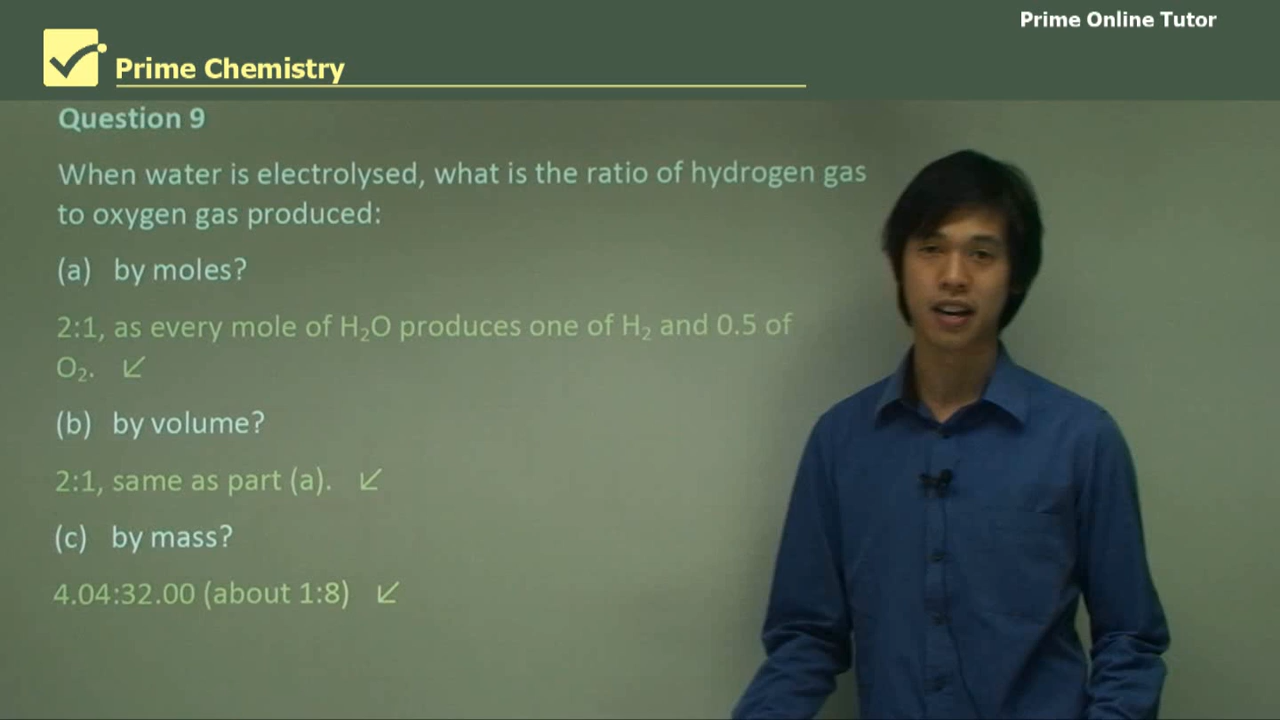 Prime Online Tutor
Prime Chemistry
Question 9
When water is electrolysed, what is the ratio of hydrogen gas
to oxygen gas produced:
(a) by moles?
2:1, as every mole of H₂O produces one of H₂ and 0.5 of
O₂. ↙
(b) by volume?
2:1, same as part (a). ↙
(c) by mass?
4.04:32.00 (about 1:8) ↙